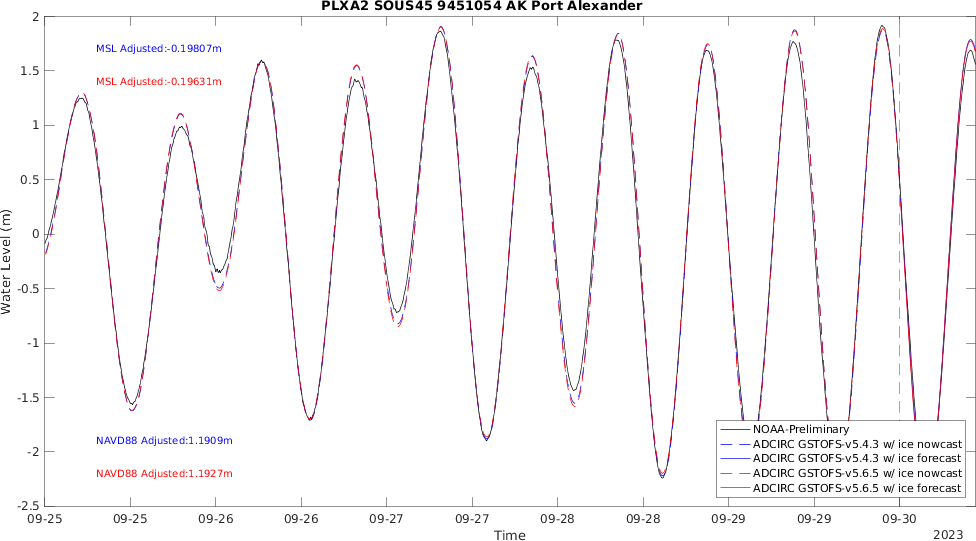 PLXA2 SOUS45 9451054 AK Port Alexander
2
1.5
1
0.5
0
-0.5
-1
-1.5
-2
-2.5
Water Level (m)
MSL Adjusted:-0.19807m
MSL Adjusted:-0.19631m
NAVD88 Adjusted:1.1909m
NAVD88 Adjusted:1.1927m
NOAA-Preliminary
ADCIRC GSTOFS-v5.4.3 w/ ice nowcast
ADCIRC GSTOFS-v5.4.3 w/ ice forecast
ADCIRC GSTOFS-v5.6.5 w/ ice nowcast
ADCIRC GSTOFS-v5.6.5 w/ ice forecast
09-25 09-25 09-26 09-26 09-27 09-27 09-28 09-28 09-29 09-29 09-30
Time
2023